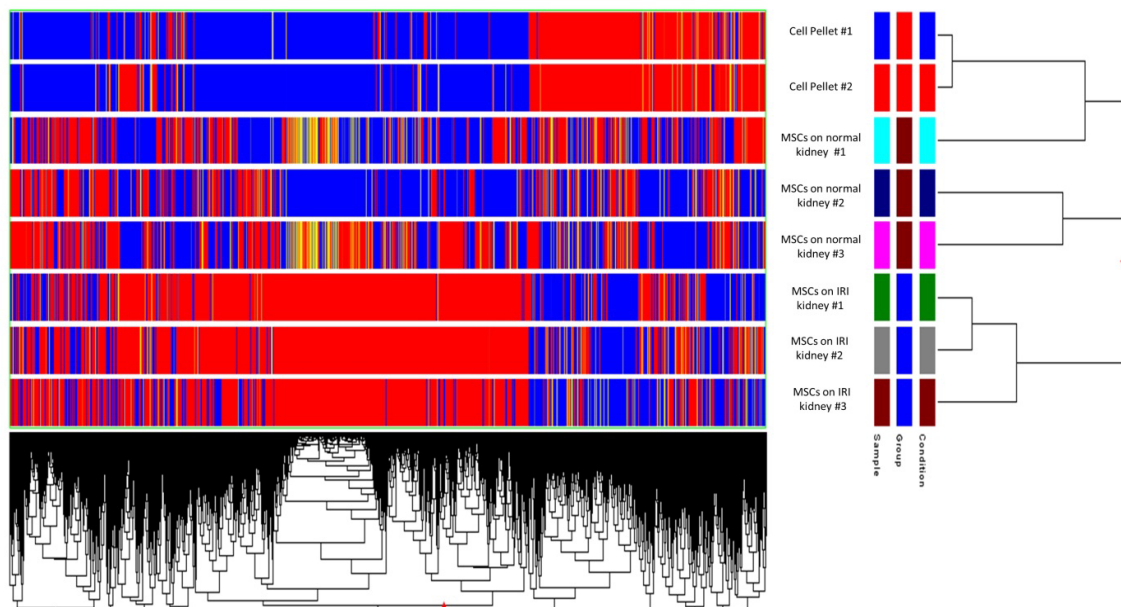 Cell Pellet #1
Cell Pellet #2
MSCs on normal
kidney #1
MSCs on normal
kidney #2
MSCs on normal
kidney #3
MSCs on IRI
kidney #1
MSCs on IRI
kidney #2
MSCs on IRI
kidney #3
Sample
Group
Condition